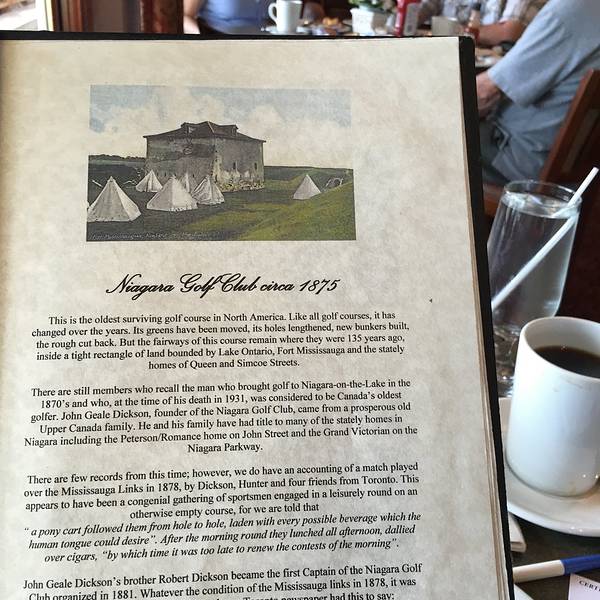 Niagara Golf Club circa 1875
This is the oldest surviving golf course in North America. Like all golf courses, it has
changed over the years. Its greens have been moved, its holes lengthened, new bunkers built,
the rough cut back. But the fairways of this course remain where they were 135 years ago,
inside a tight rectangle of land bounded by Lake Ontario, Fort Mississauga and the stately
homes of Queen and Simcoe Streets.
There are still members who recall the man who brought golf to Niagara-on-the-Lake in the
1870's and who, at the time of his death in 1931, was considered to be Canada's oldest
golfer. John Geale Dickson, founder of the Niagara Golf Club, came from a prosperous old
Upper Canada family. He and his family have had title to many of the stately homes in
Niagara including the Peterson/Romance home on John Street and the Grand Victorian on the
Niagara Parkway.
There are few records from this time; however, we do have an accounting of a match played
over the Mississauga Links in 1878, by Dickson, Hunter and four friends from Toronto. This
appears to have been a congenial gathering of sportsmen engaged in a leisurely round on an
otherwise empty course, for we are told that
“ a pony cart followed them from hole to hole, laden with every possible beverage which the
human tongue could desire”. After the morning round they lunched all afternoon, dallied
over cigars, “by which time it was too late to renew the contests of the morning”.
John Geale Dickson's brother Robert Dickson became the first Captain of the Niagara Golf
Club organized in 1881. Whatever the condition of the Mississauga links in 1878, it was
Toronto newspaper had this to say: